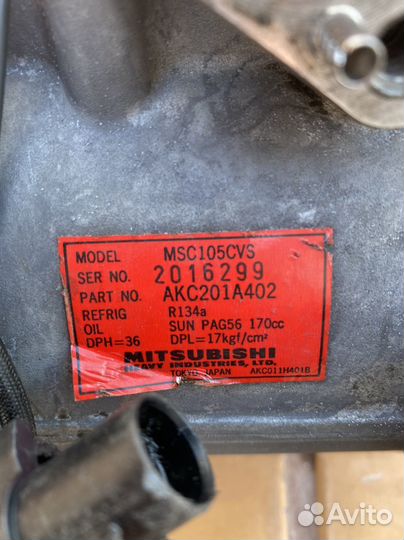 MODEL MSC105CVS
SER NO. 2016299
PART NO. AKC201A402
REFRIG R134a
OIL SUN PAG56 170cc
DPH=36 DPL=17kgf/cm²
MITSUBISHI
HEAVY INDUSTRIES, LTD.
TOKYO JAPAN AKC011H401B
Avito